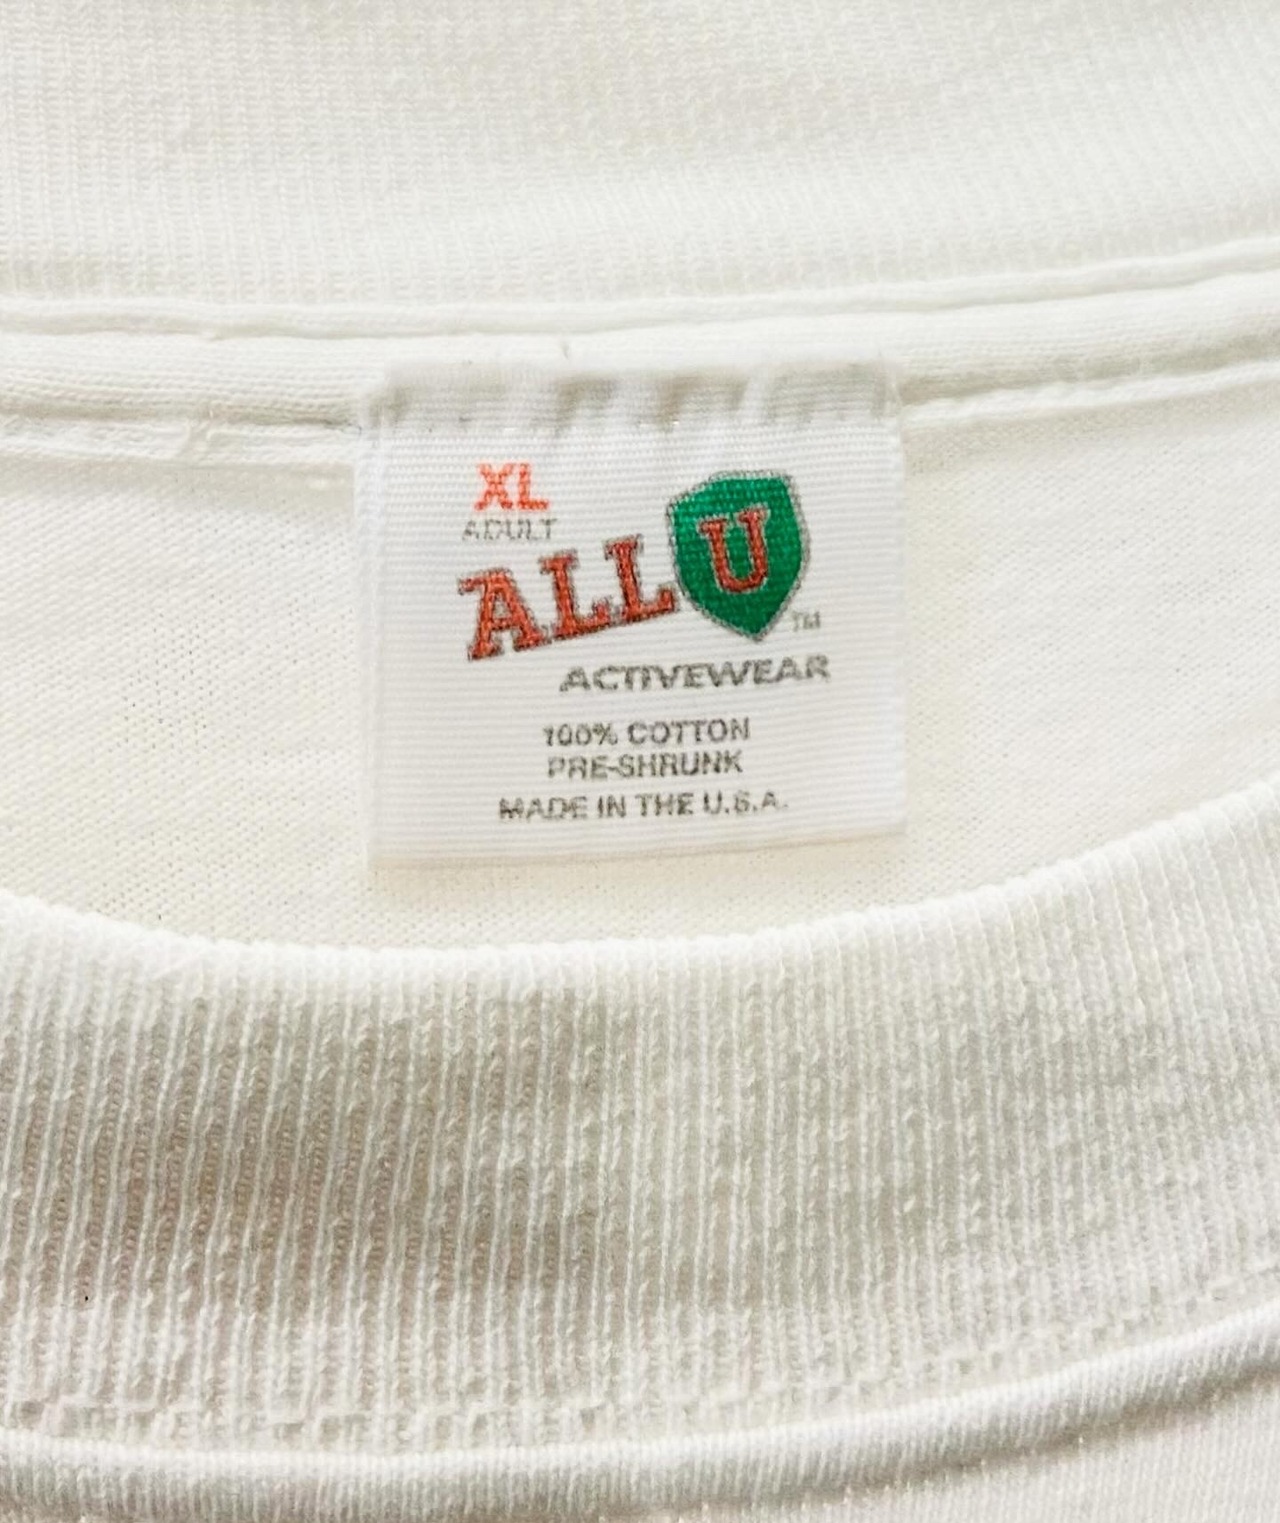 XL
ADULT
ALL U TM
ACTIVEWEAR
100% COTTON
PRE-SHRUNK
MADE IN THE U.S.A.